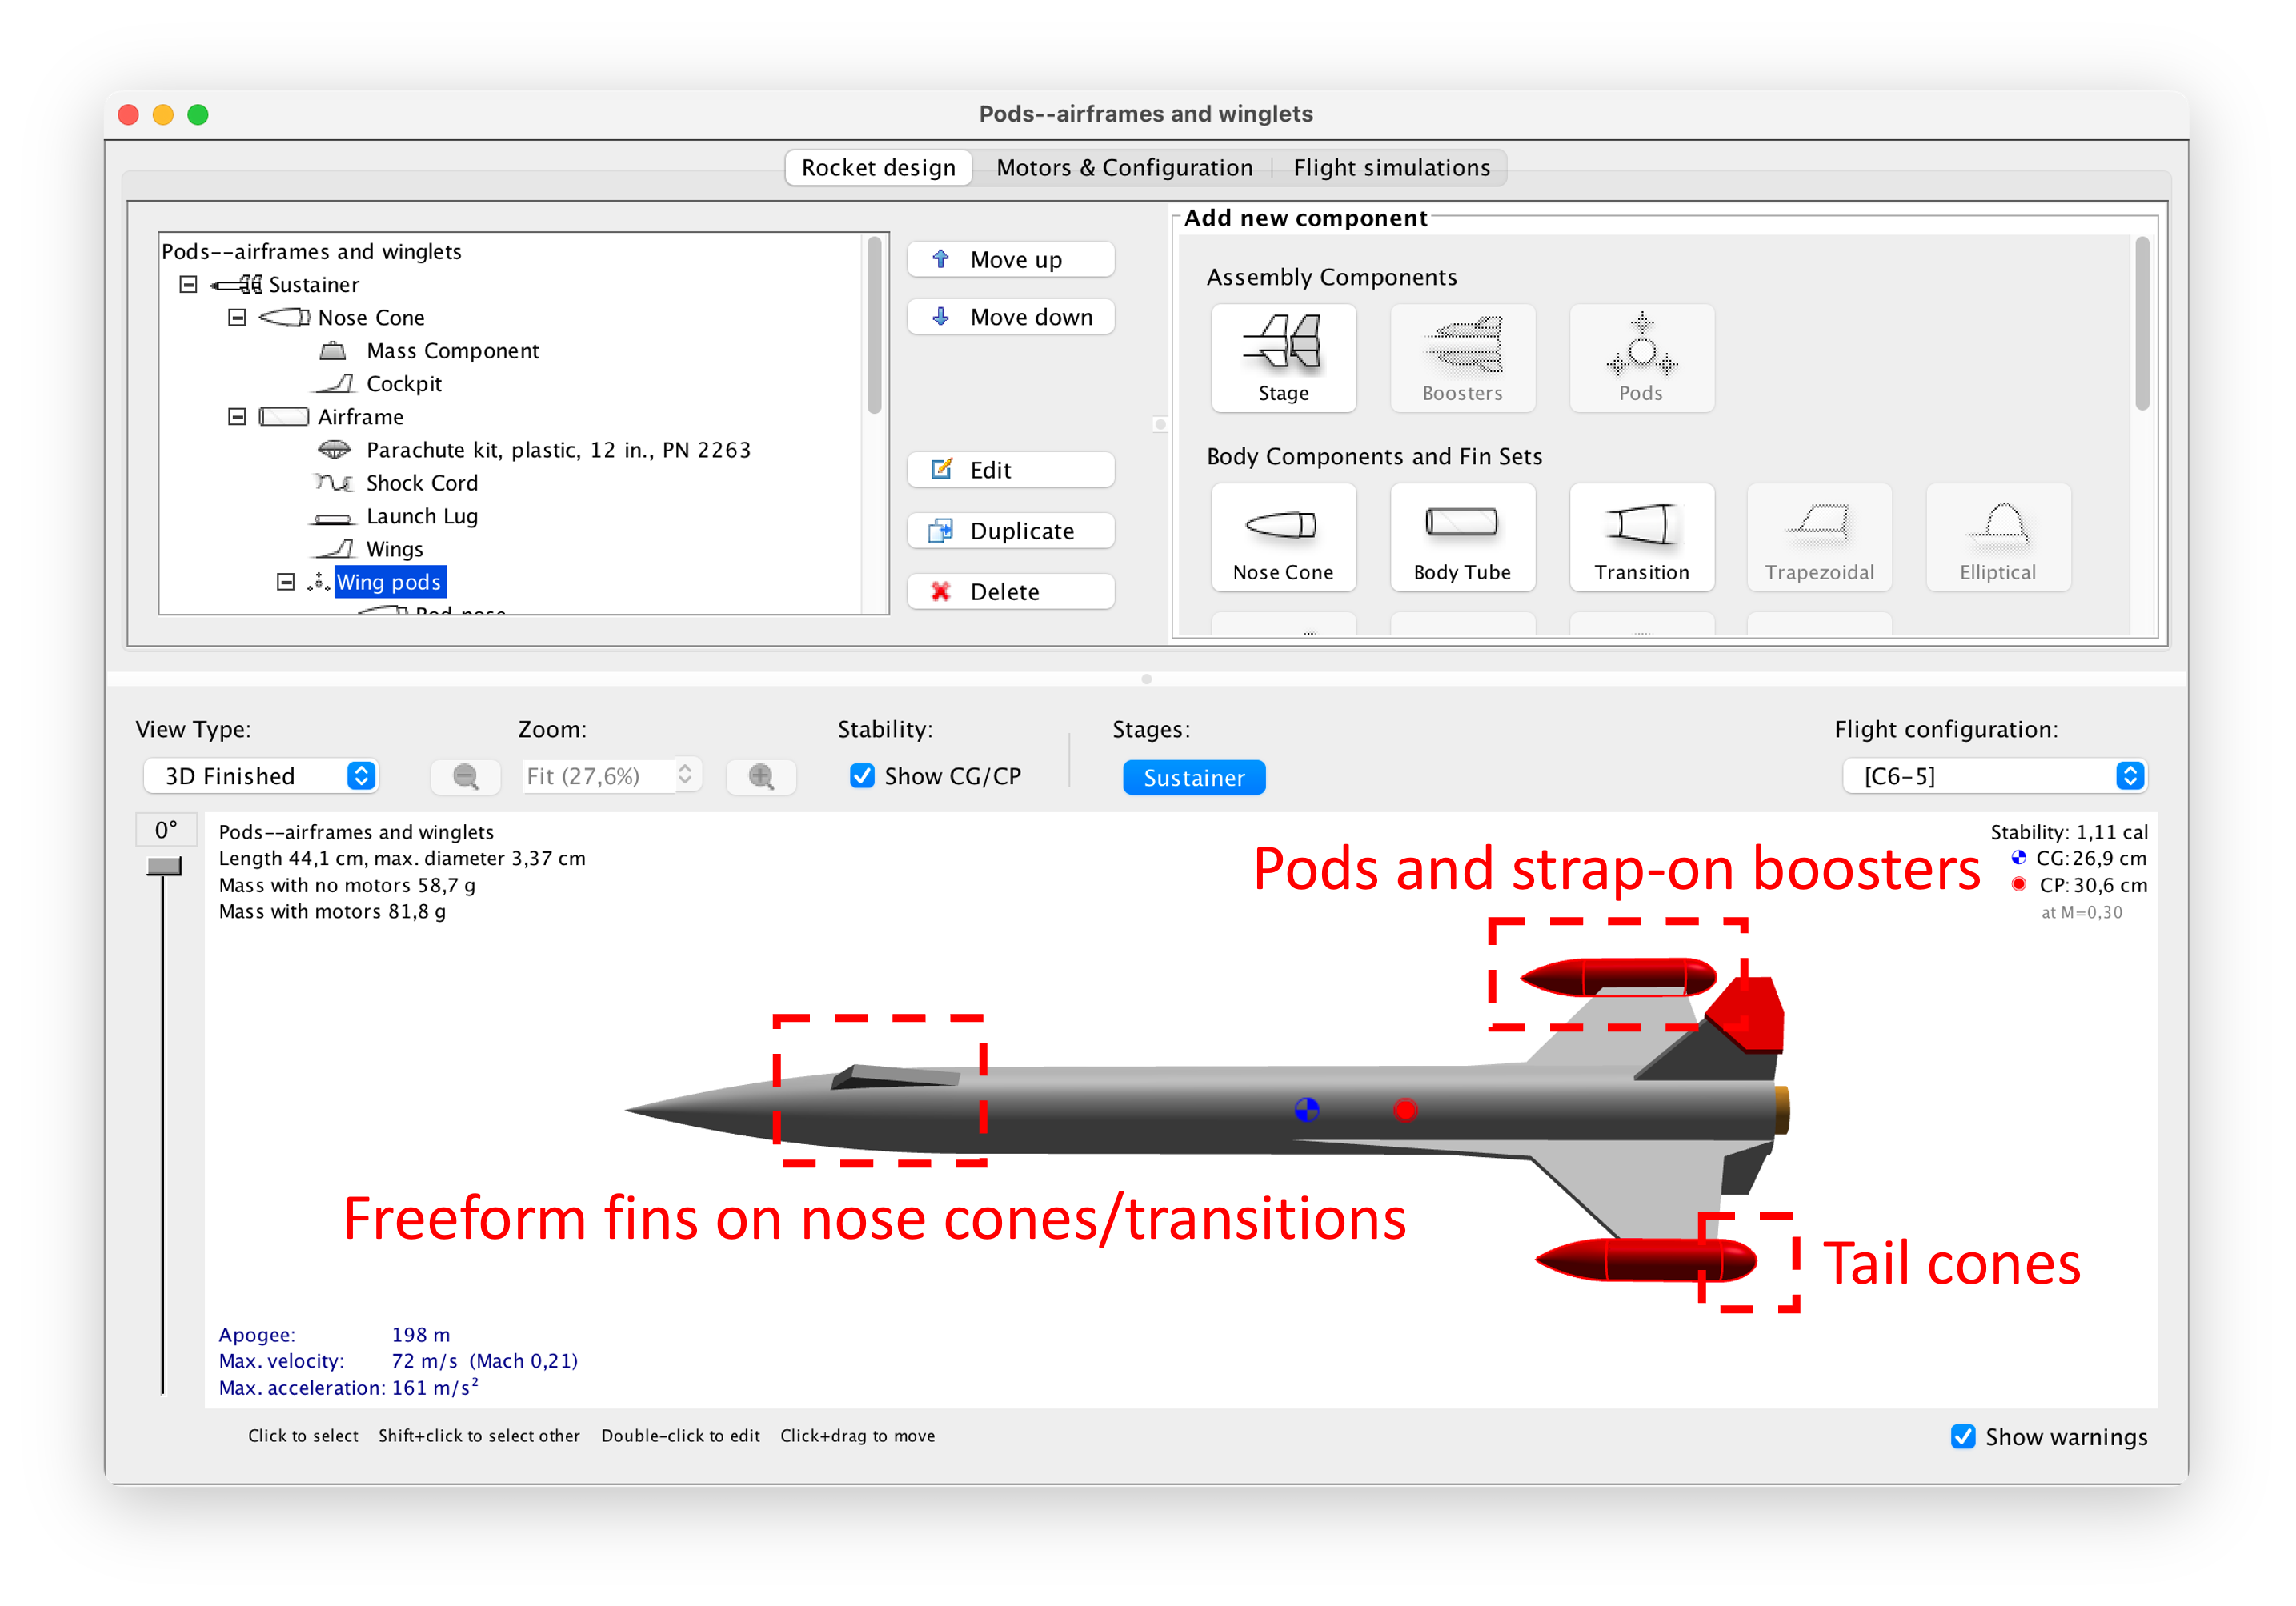 Pods--airframes and winglets
Rocket design
Motors & Configuration
Flight simulations
Pods--airframes and winglets
Sustainer
Nose Cone
Mass Component
Cockpit
Airframe
Parachute kit, plastic, 12 in., PN 2263
Shock Cord
Launch Lug
Wings
Wing pods
Pod nose
Move up
Move down
Edit
Duplicate
Delete
Add new component
Assembly Components
Stage
Boosters
Pods
Body Components and Fin Sets
Nose Cone
Body Tube
Transition
Trapezoidal
Elliptical
View Type:
3D Finished
Zoom:
Fit (27,6%)
Stability:
Show CG/CP
Stages:
Sustainer
Flight configuration:
[C6-5]
0°
Pods--airframes and winglets
Length 44,1 cm, max. diameter 3,37 cm
Mass with no motors 58,7 g
Mass with motors 81,8 g
Stability: 1,11 cal
CG: 26,9 cm
CP: 30,6 cm
at M=0,30
Pods and strap-on boosters
Freeform fins on nose cones/transitions
Tail cones
Apogee: 198 m
Max. velocity: 72 m/s (Mach 0,21)
Max. acceleration: 161 m/s²
Click to select Shift+click to select other Double-click to edit Click+drag to move
Show warnings